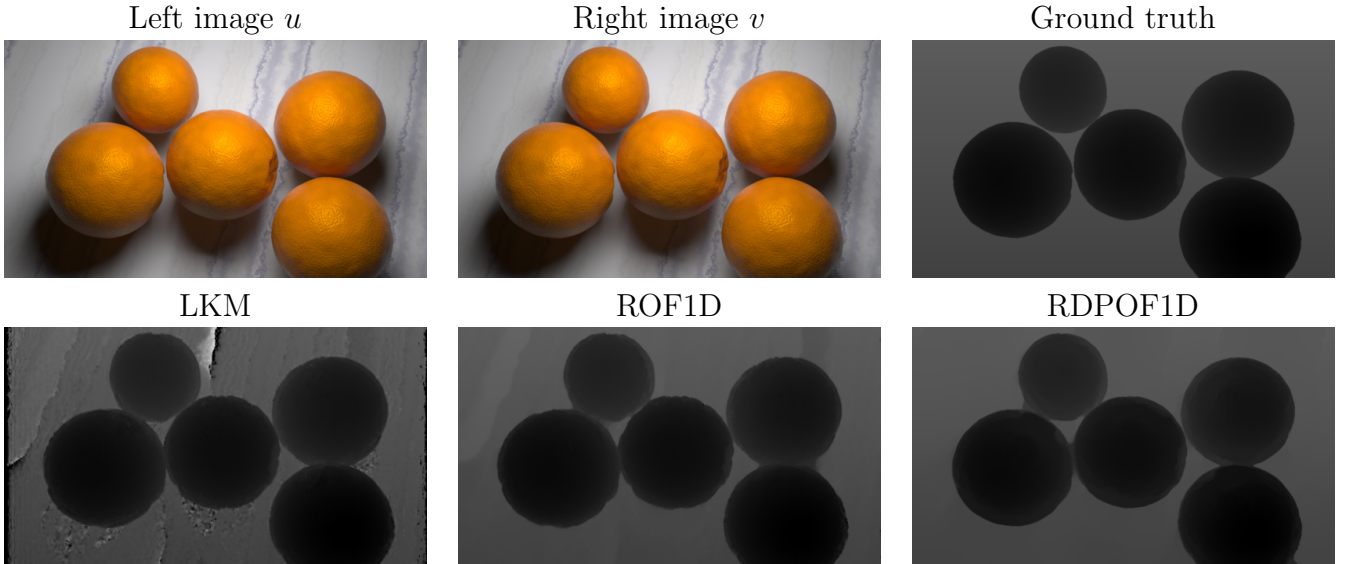 Left image u
Right image v
Ground truth
LKM
ROF1D
RDPOF1D